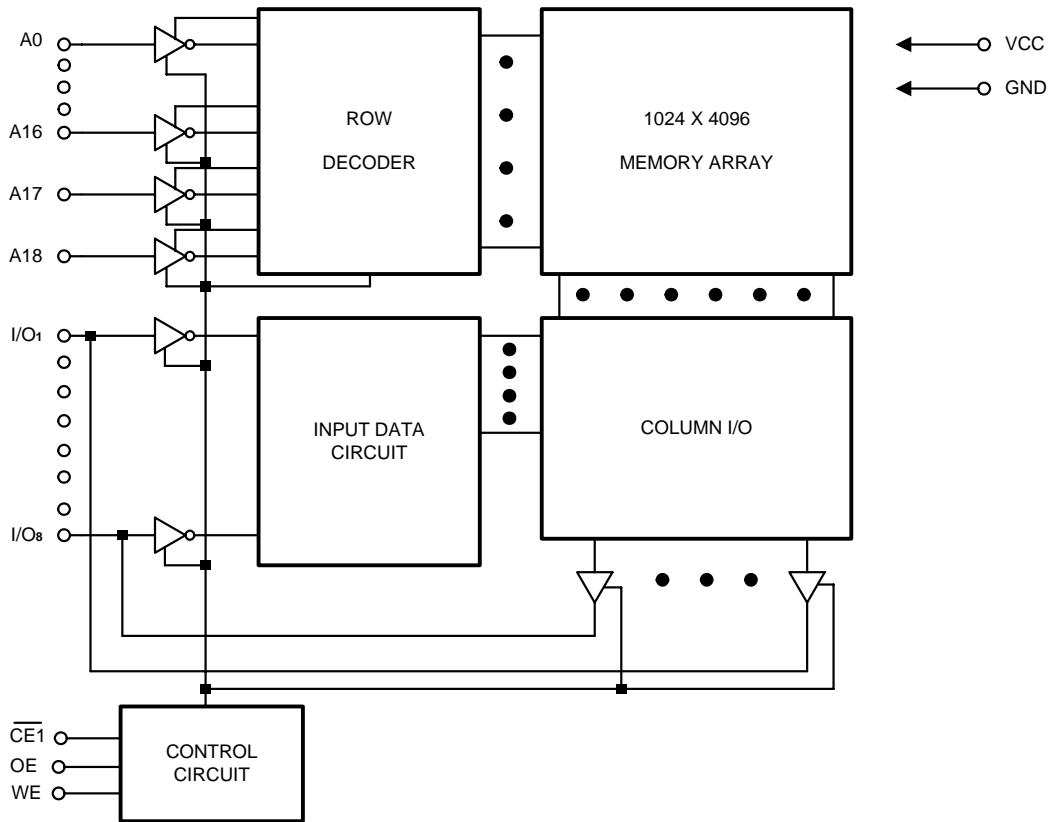 A0
A16
A17
A18
ROW
DECODER
1024 X 4096
MEMORY ARRAY
VCC
GND
I/O₁
I/O₈
INPUT DATA
CIRCUIT
COLUMN I/O
C̅E̅1̅
OE
WE
CONTROL
CIRCUIT